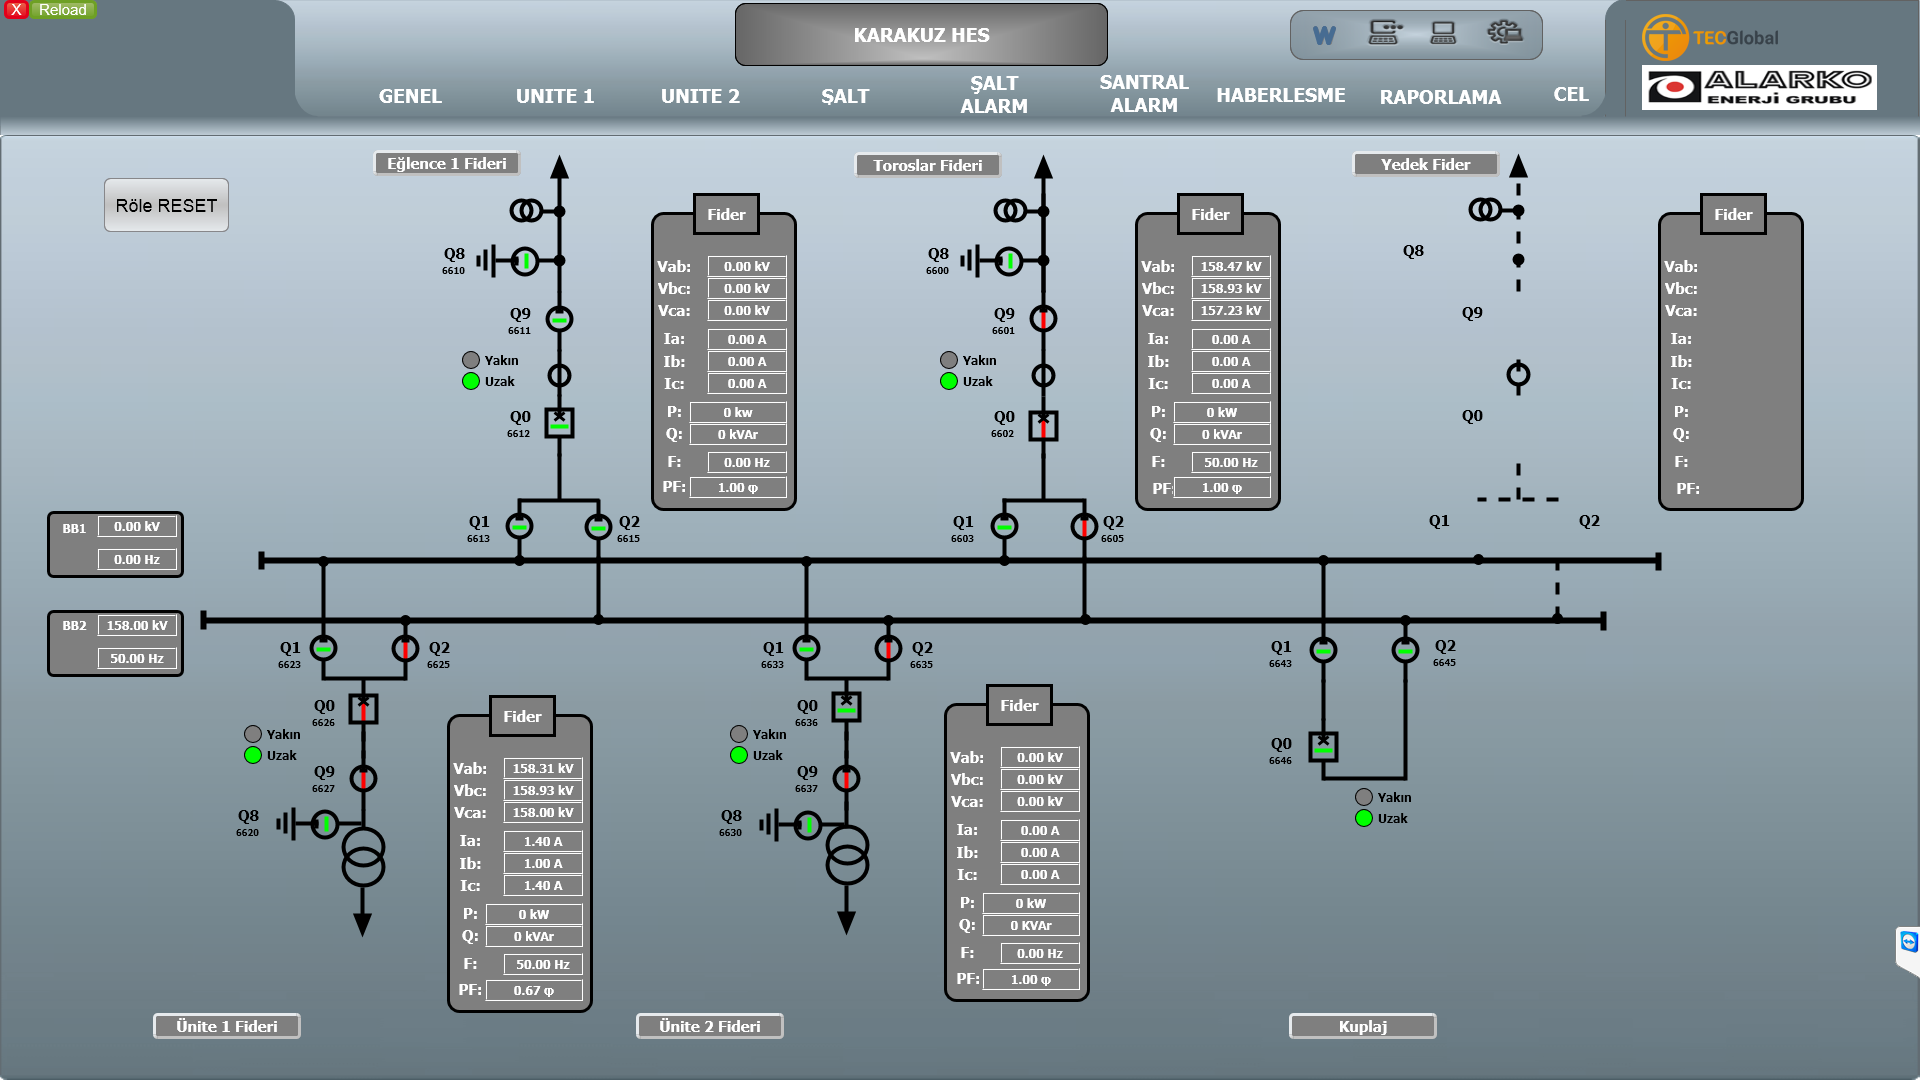 X Reload
KARAKUZ HES
W
TECGlobal
ALARKO
ENERJİ GRUBU
GENEL
UNITE 1
UNITE 2
ŞALT
ŞALT
ALARM
SANTRAL
ALARM
HABERLESME
RAPORLAMA
CEL
Röle RESET
Eğlence 1 Fideri
Q8
6610
Q9
6611
Yakın
Uzak
Q0
6612
Q1
6613
Q2
6615
Fider
Vab: 0.00 kV
Vbc: 0.00 kV
Vca: 0.00 kV
Ia: 0.00 A
Ib: 0.00 A
Ic: 0.00 A
P: 0 kw
Q: 0 kVAr
F: 0.00 Hz
PF: 1.00 φ
Toroslar Fideri
Q8
6600
Q9
6601
Yakın
Uzak
Q0
6602
Q1
6603
Q2
6605
Fider
Vab: 158.47 kV
Vbc: 158.93 kV
Vca: 157.23 kV
Ia: 0.00 A
Ib: 0.00 A
Ic: 0.00 A
P: 0 kW
Q: 0 kVAr
F: 50.00 Hz
PF: 1.00 φ
Yedek Fider
Q8
Q9
Q0
Q1
Q2
Fider
Vab:
Vbc:
Vca:
Ia:
Ib:
Ic:
P:
Q:
F:
PF:
BB1 0.00 kV
0.00 Hz
BB2 158.00 kV
50.00 Hz
Q1
6623
Q2
6625
Q0
6626
Yakın
Uzak
Q9
6627
Q8
6620
Fider
Vab: 158.31 kV
Vbc: 158.93 kV
Vca: 158.00 kV
Ia: 1.40 A
Ib: 1.00 A
Ic: 1.40 A
P: 0 kW
Q: 0 kVAr
F: 50.00 Hz
PF: 0.67 φ
Ünite 1 Fideri
Q1
6633
Q2
6635
Q0
6636
Yakın
Uzak
Q9
6637
Q8
6630
Fider
Vab: 0.00 kV
Vbc: 0.00 kV
Vca: 0.00 kV
Ia: 0.00 A
Ib: 0.00 A
Ic: 0.00 A
P: 0 kW
Q: 0 KVAr
F: 0.00 Hz
PF: 1.00 φ
Ünite 2 Fideri
Q1
6643
Q2
6645
Q0
6646
Yakın
Uzak
Kuplaj